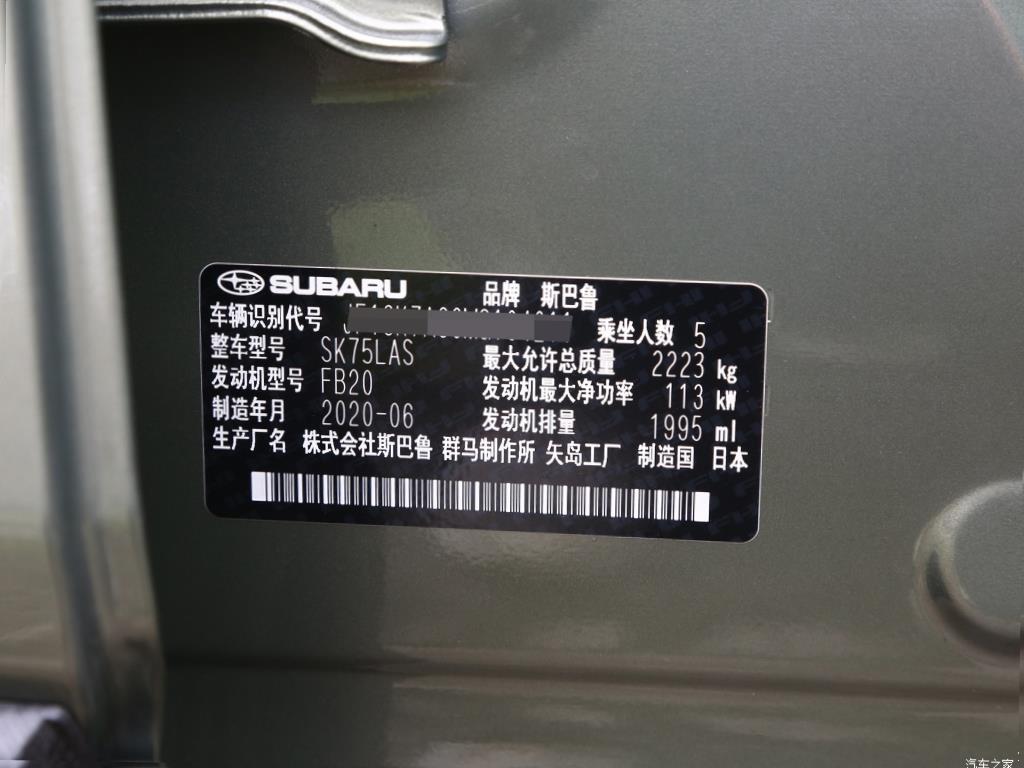 SUBARU 品牌 斯巴鲁
车辆识别代号 乘坐人数 5
整车型号 SK75LAS 最大允许总质量 2223 kg
发动机型号 FB20 发动机最大净功率 113 kW
制造年月 2020-06 发动机排量 1995 ml
生产厂名 株式会社斯巴鲁 群马制作所 矢岛工厂 制造国 日本
汽车之家